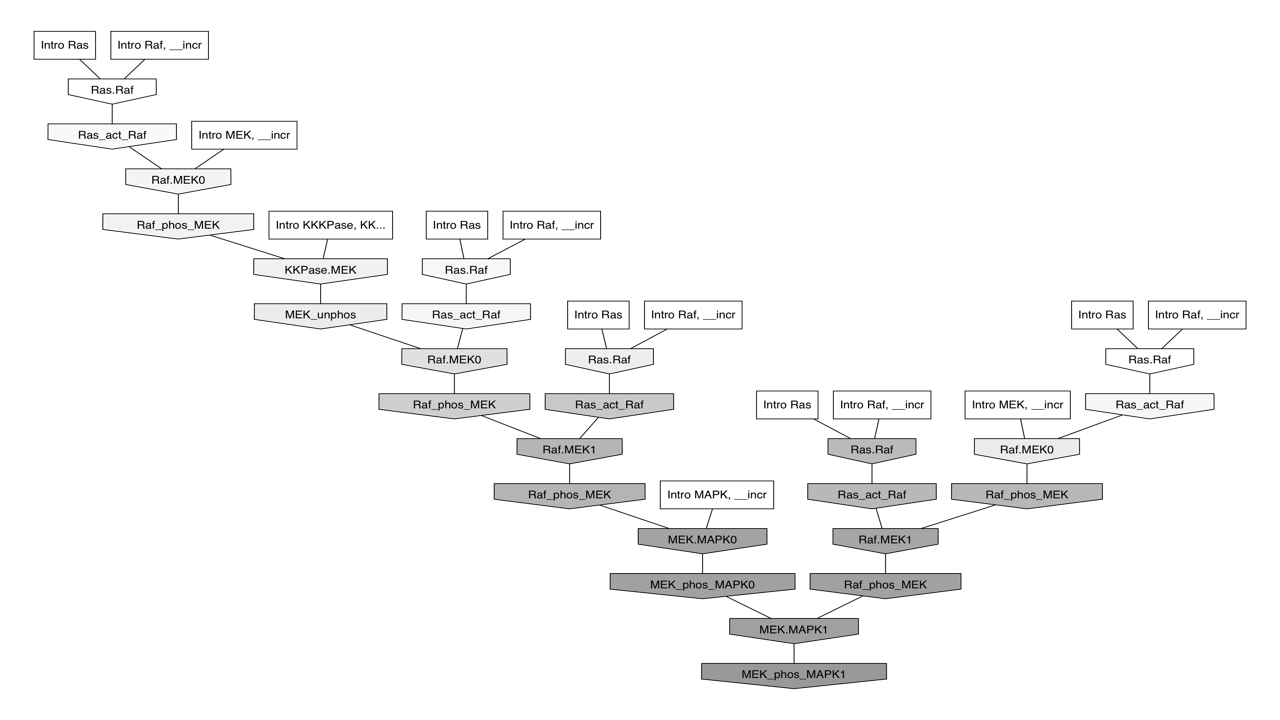 Intro Ras
Intro Raf, __incr
Ras.Raf
Ras_act_Raf
Intro MEK, __incr
Raf.MEK0
Raf_phos_MEK
Intro KKKPase, KK...
Intro Ras
Intro Raf, __incr
KKPase.MEK
Ras.Raf
MEK_unphos
Ras_act_Raf
Intro Ras
Intro Raf, __incr
Intro Ras
Intro Raf, __incr
Raf.MEK0
Ras.Raf
Ras.Raf
Raf_phos_MEK
Ras_act_Raf
Intro Ras
Intro Raf, __incr
Intro MEK, __incr
Ras_act_Raf
Raf.MEK1
Ras.Raf
Raf.MEK0
Raf_phos_MEK
Intro MAPK, __incr
Ras_act_Raf
Raf_phos_MEK
MEK.MAPK0
Raf.MEK1
MEK_phos_MAPK0
Raf_phos_MEK
MEK.MAPK1
MEK_phos_MAPK1